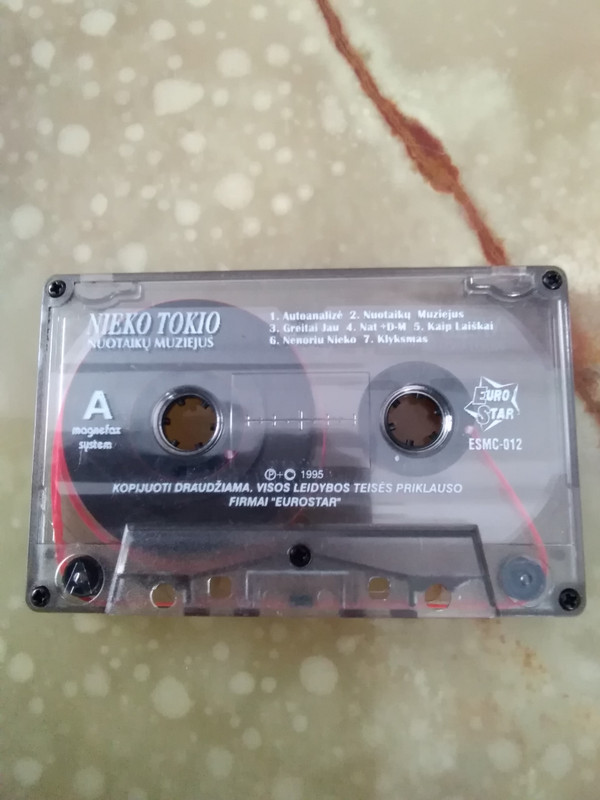 NIEKO TOKIO
NUOTAIKŲ MUZIEJUS
1. Autoanalizė 2. Nuotaikų Muziejus
3. Greitai Jau 4. Nat +D-M 5. Kaip Laiškai
6. Nenoriu Nieko 7. Klyksmas
A
magnefax
system
EURO
STAR
ESMC-012
Ⓟ+© 1995
KOPIJUOTI DRAUDŽIAMA. VISOS LEIDYBOS TEISĖS PRIKLAUSO
FIRMAI "EUROSTAR"
A